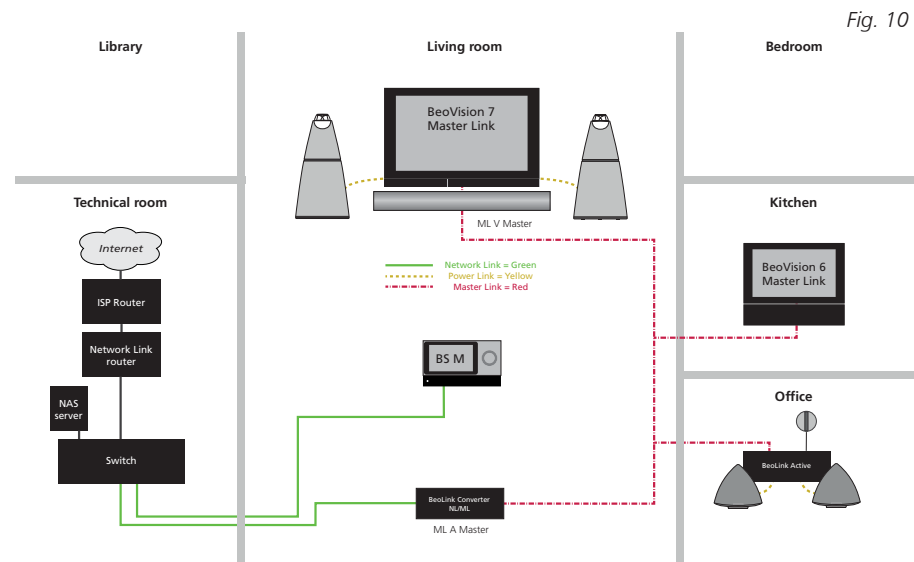 Fig. 10
Library
Living room
Bedroom
BeoVision 7
Master Link
ML V Master
Technical room
Internet
ISP Router
Network Link
router
NAS
server
Switch
Network Link = Green
Power Link = Yellow
Master Link = Red
BS M
BeoLink Converter
NL/ML
ML A Master
Kitchen
BeoVision 6
Master Link
Office
BeoLink Active